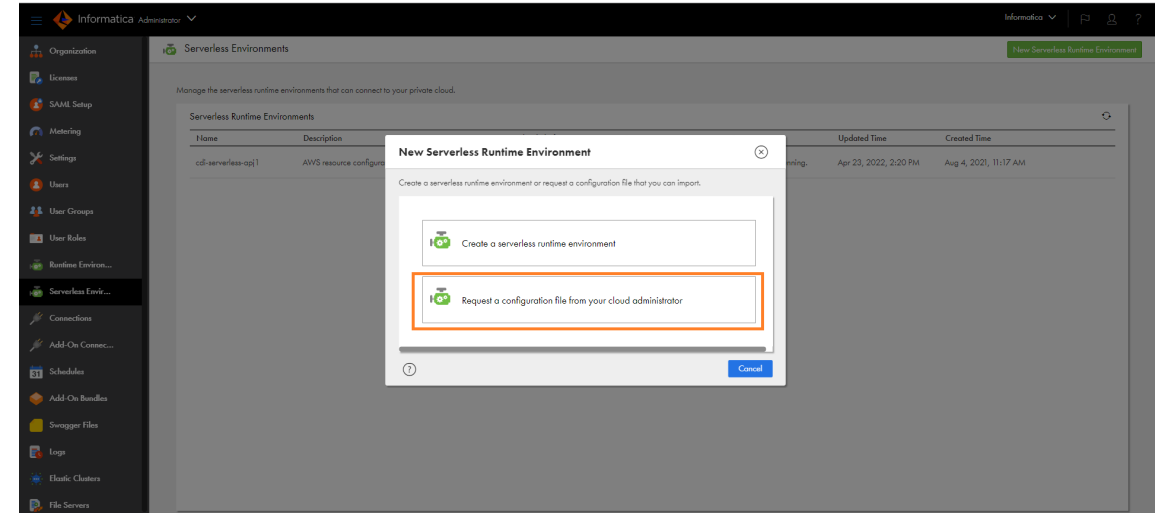 Informatica Administrator
Informatica
?
Organization
Licenses
SAML Setup
Metering
Settings
Users
User Groups
User Roles
Runtime Environ...
Serverless Envir...
Connections
Add-On Connec...
Schedules
31
Add-On Bundles
Swagger Files
Logs
Elastic Clusters
File Servers
Serverless Environments
New Serverless Runtime Environment
Manage the serverless runtime environments that can connect to your private cloud.
Serverless Runtime Environments
Name Description Updated Time Created Time
AWS resource configura nning. Apr 23, 2022, 2:20 PM Aug 4, 2021, 11:17 AM
New Serverless Runtime Environment
Create a serverless runtime environment or request a configuration file that you can import.
Create a serverless runtime environment
Request a configuration file from your cloud administrator
?
Cancel